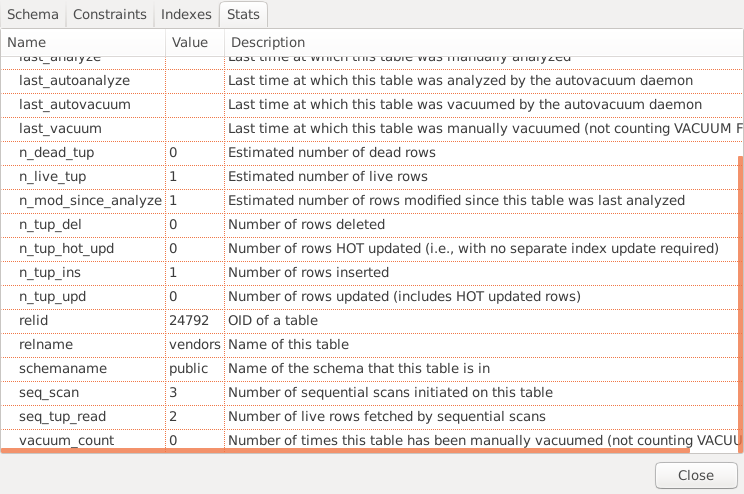 Schema Constraints Indexes Stats
Name Value Description
last_analyze Last time at which this table was manually analyzed
last_autoanalyze Last time at which this table was analyzed by the autovacuum daemon
last_autovacuum Last time at which this table was vacuumed by the autovacuum daemon
last_vacuum Last time at which this table was manually vacuumed (not counting VACUUM F
n_dead_tup 0 Estimated number of dead rows
n_live_tup 1 Estimated number of live rows
n_mod_since_analyze 1 Estimated number of rows modified since this table was last analyzed
n_tup_del 0 Number of rows deleted
n_tup_hot_upd 0 Number of rows HOT updated (i.e., with no separate index update required)
n_tup_ins 1 Number of rows inserted
n_tup_upd 0 Number of rows updated (includes HOT updated rows)
relid 24792 OID of a table
relname vendors Name of this table
schemaname public Name of the schema that this table is in
seq_scan 3 Number of sequential scans initiated on this table
seq_tup_read 2 Number of live rows fetched by sequential scans
vacuum_count 0 Number of times this table has been manually vacuumed (not counting VACUU
Close